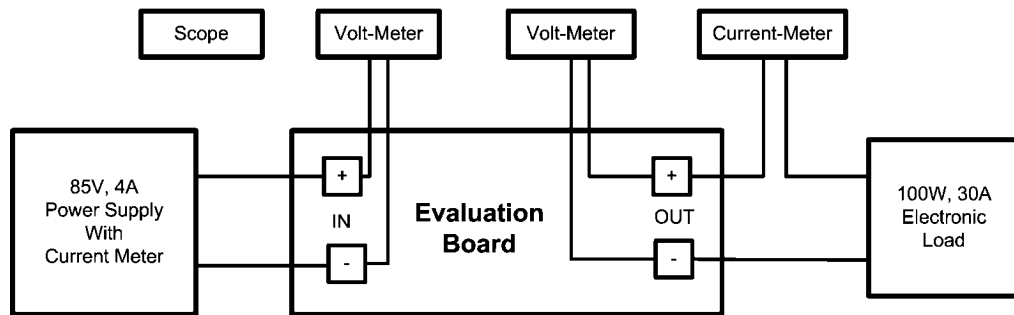 Scope
Volt-Meter
Volt-Meter
Current-Meter
85V, 4A
Power Supply
With
Current Meter
+
IN
-
Evaluation
Board
+
OUT
-
100W, 30A
Electronic
Load